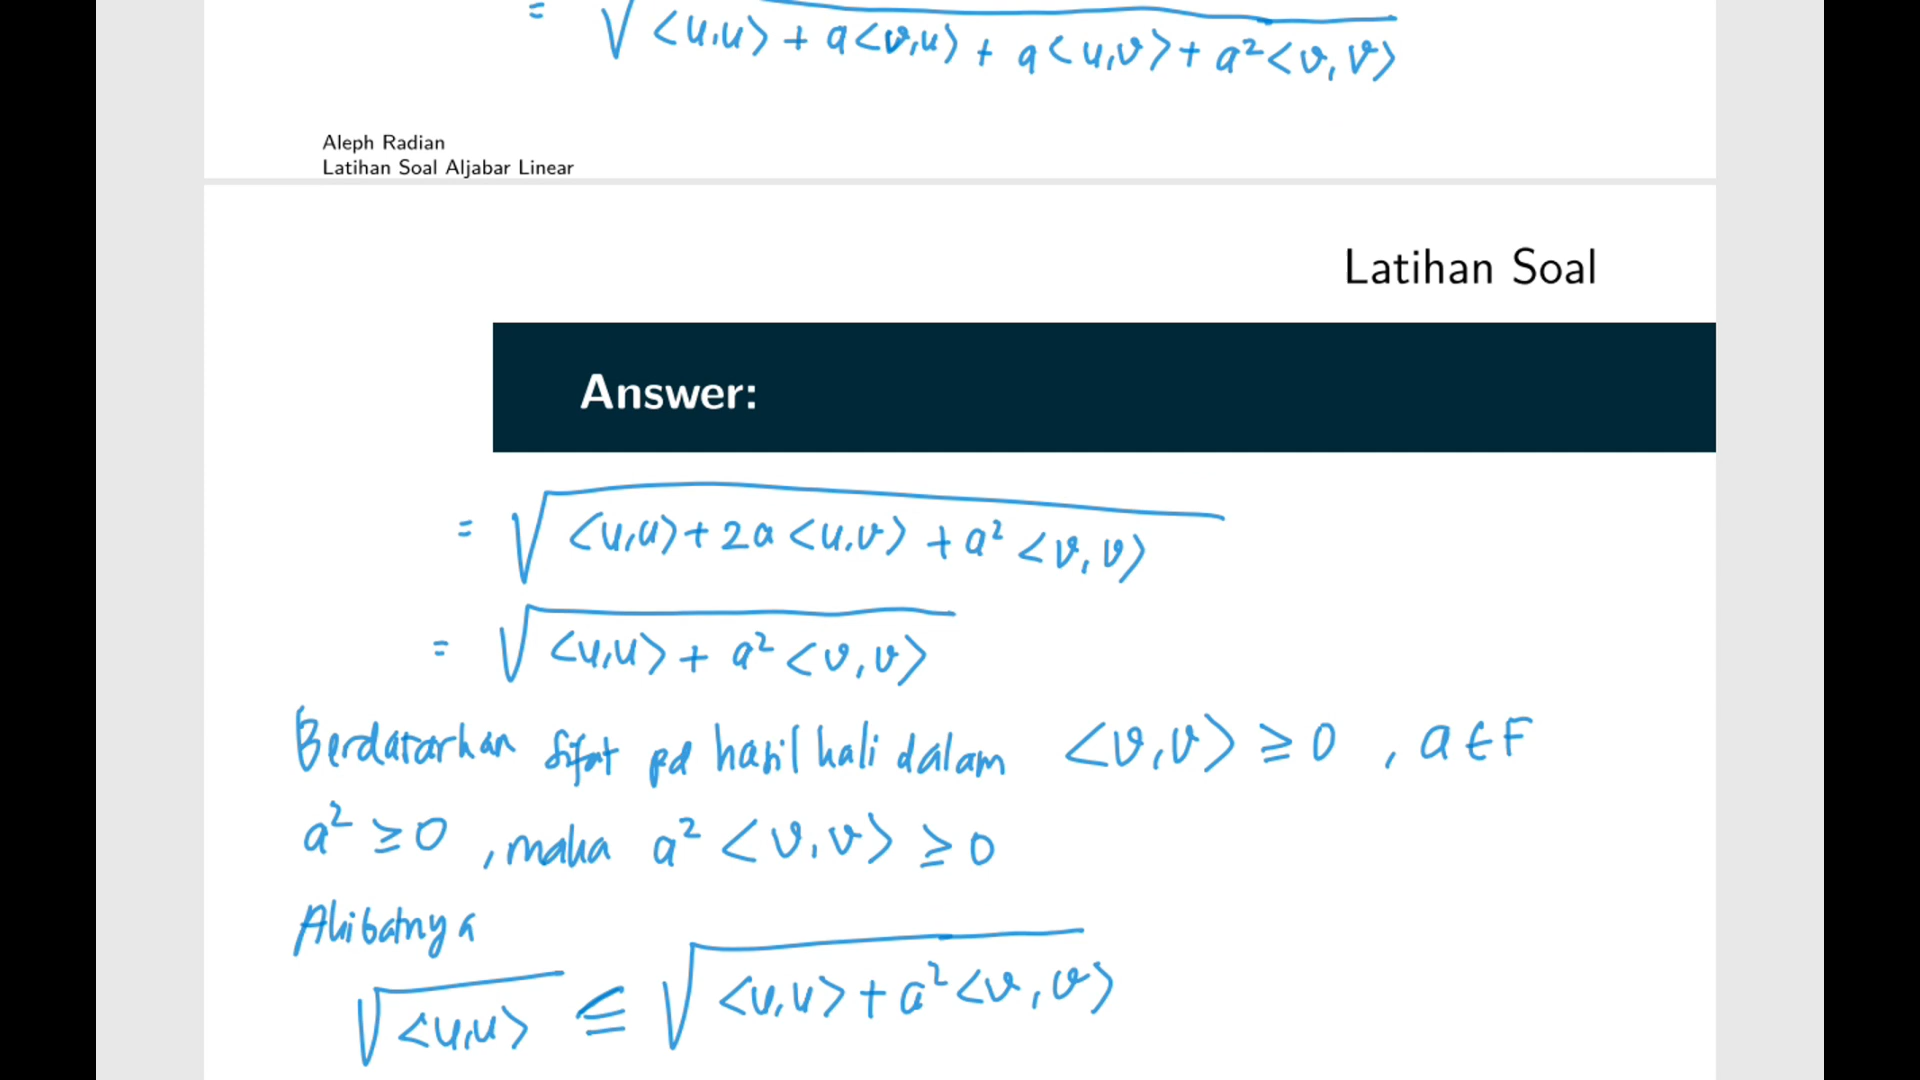 = √<u,u> + a<v,u> + a<u,v> + a²<v,v>
Aleph Radian
Latihan Soal Aljabar Linear
Latihan Soal
Answer:
= √<u,u> + 2a <u,v> + a² <v,v>
= √<u,u> + a² <v,v>
Berdasarkan sifat pd hasil kali dalam <v,v> ≥ 0 , a ∈ F
a² ≥ 0 , maka a² <v,v> ≥ 0
Akibatnya
√<u,u> ≤ √<u,u> + a² <v,v>